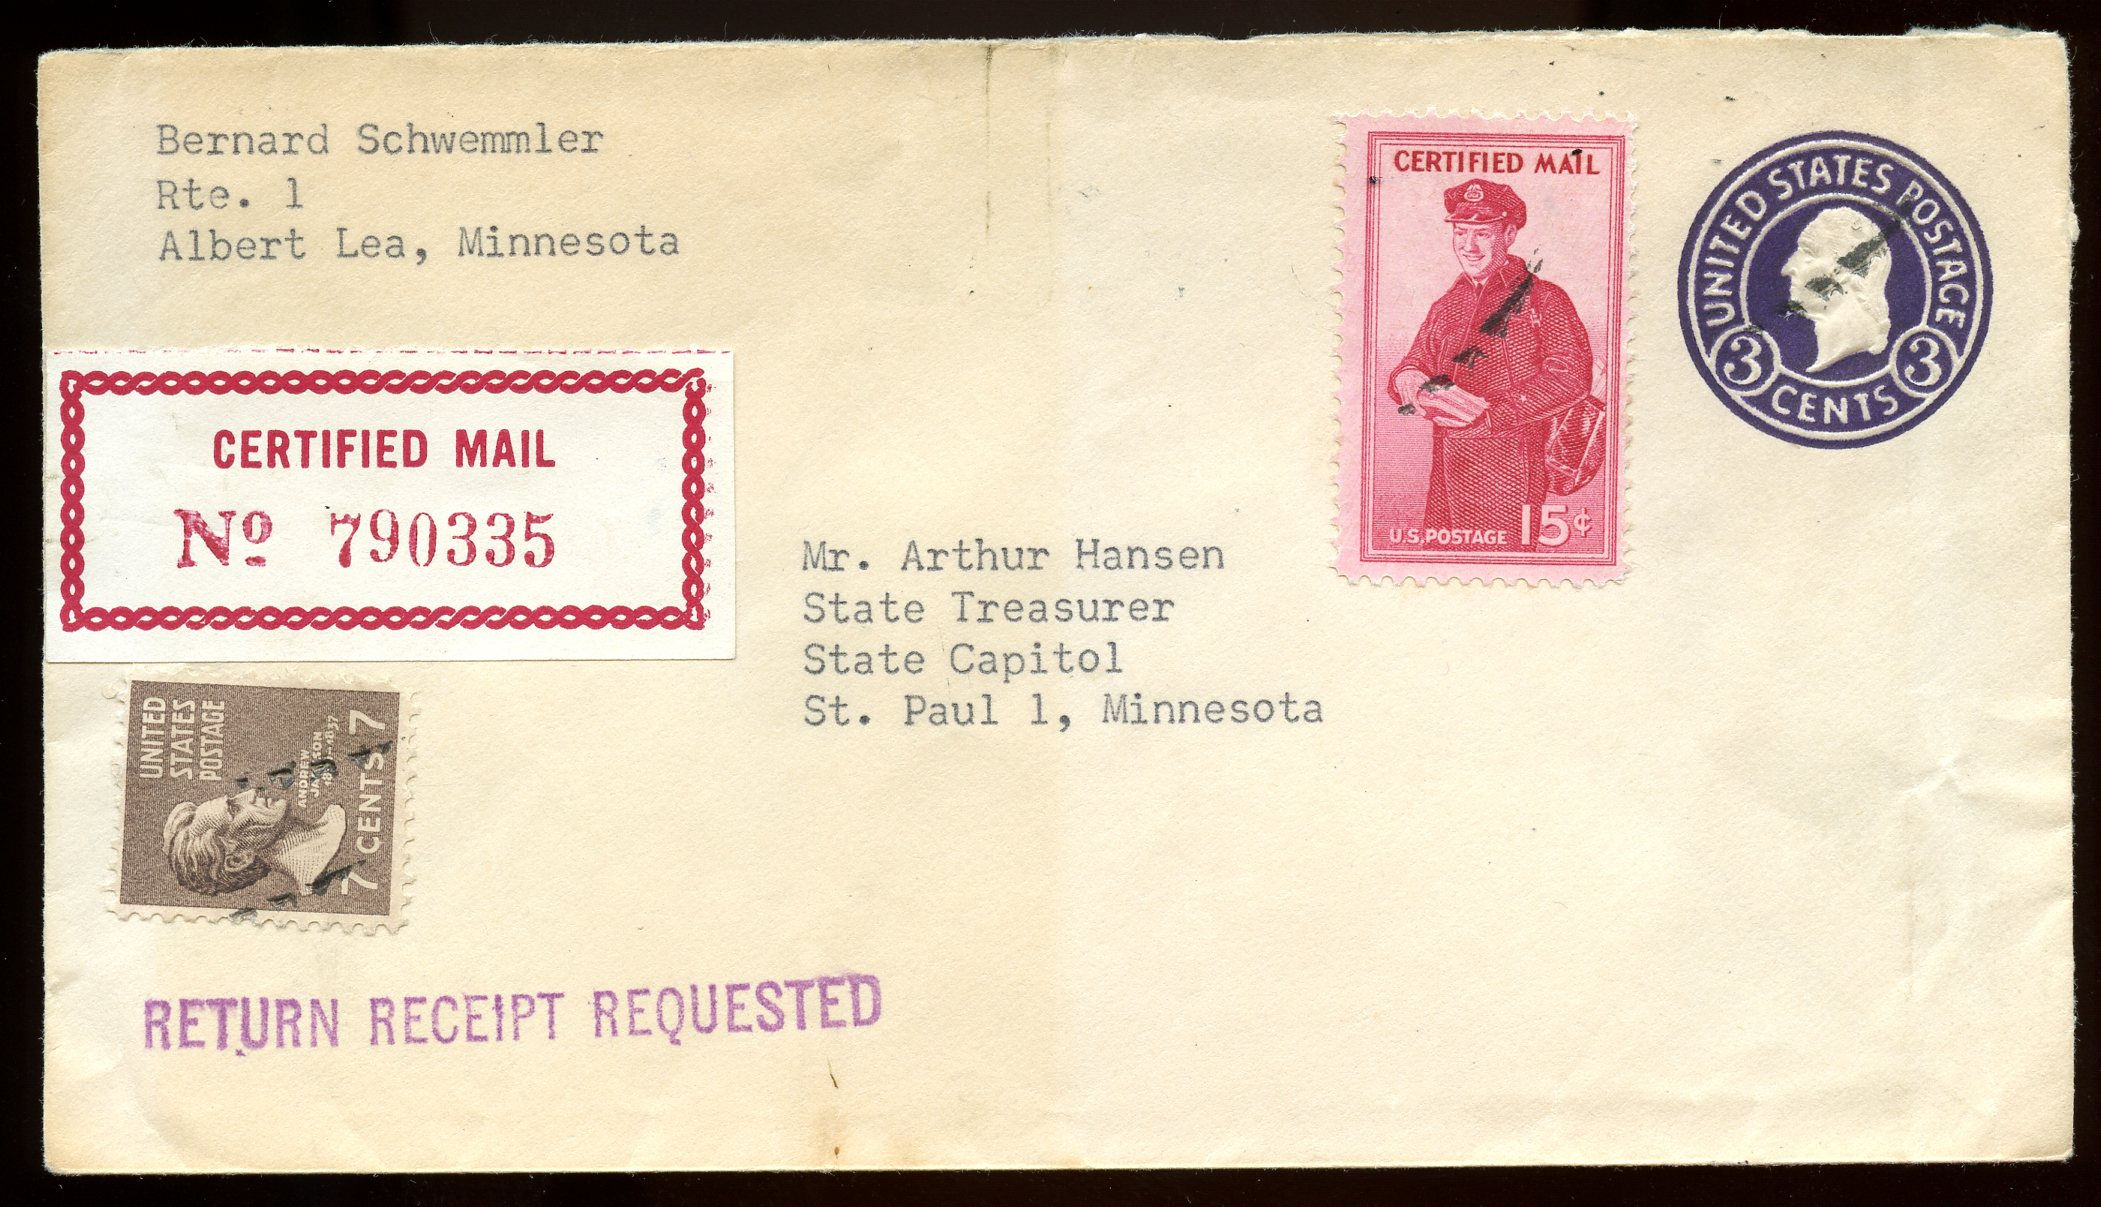 Bernard Schwemmler
Rte. 1
Albert Lea, Minnesota
CERTIFIED MAIL
No 790335
CERTIFIED MAIL
U.S. POSTAGE 15¢
UNITED STATES POSTAGE
3 CENTS 3
Mr. Arthur Hansen
State Treasurer
State Capitol
St. Paul 1, Minnesota
UNITED
STATES
POSTAGE
ANDREW
JACKSON
7 CENTS 7
RETURN RECEIPT REQUESTED